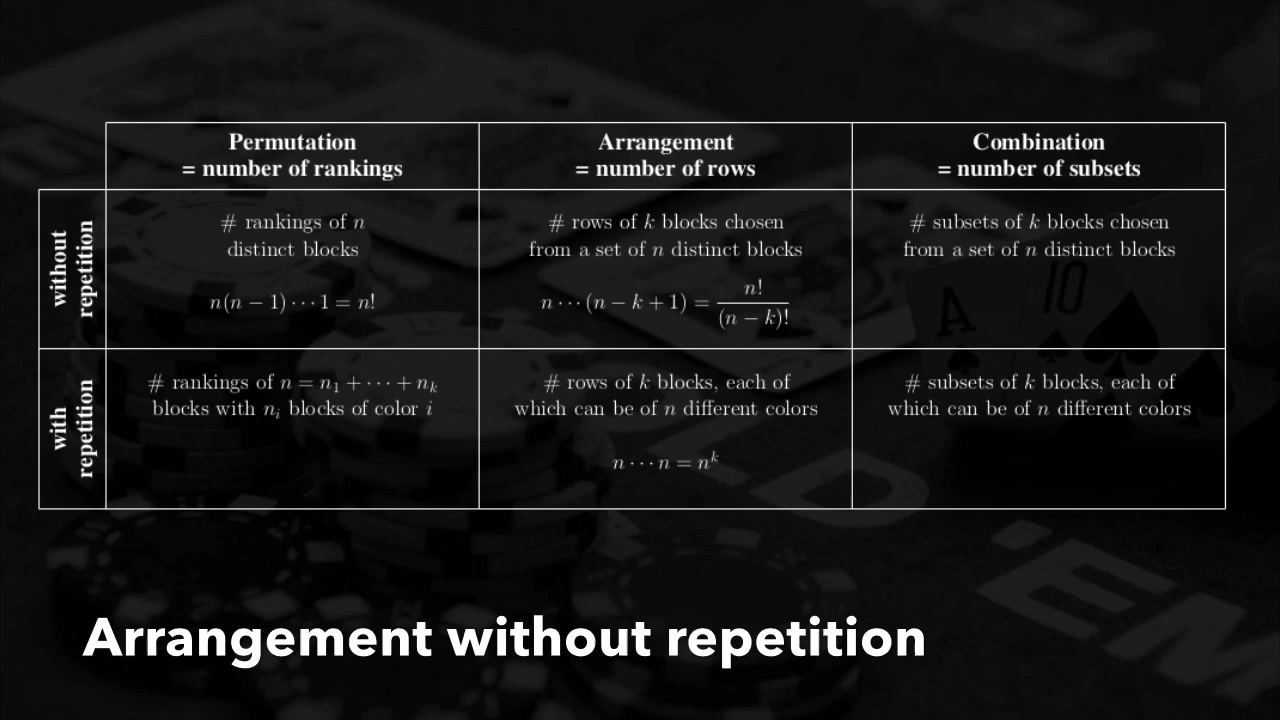 Permutation
= number of rankings
Arrangement
= number of rows
Combination
= number of subsets
without
repetition
# rankings of n
distinct blocks
n(n − 1) · · · 1 = n!
# rows of k blocks chosen
from a set of n distinct blocks
n · · · (n − k + 1) = n! / (n − k)!
# subsets of k blocks chosen
from a set of n distinct blocks
with
repetition
# rankings of n = n₁ + · · · + nₖ
blocks with nᵢ blocks of color i
# rows of k blocks, each of
which can be of n different colors
n · · · n = nᵏ
# subsets of k blocks, each of
which can be of n different colors
A
10
Arrangement without repetition